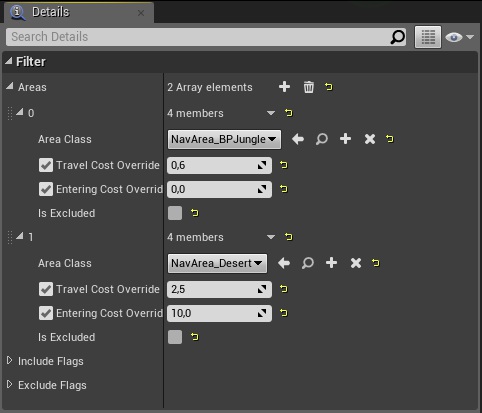 Details
Search Details
Filter
Areas 2 Array elements
0 4 members
Area Class NavArea_BPJungle
Travel Cost Override 0,6
Entering Cost Overrid 0,0
Is Excluded
1 4 members
Area Class NavArea_Desert
Travel Cost Override 2,5
Entering Cost Overrid 10,0
Is Excluded
Include Flags
Exclude Flags